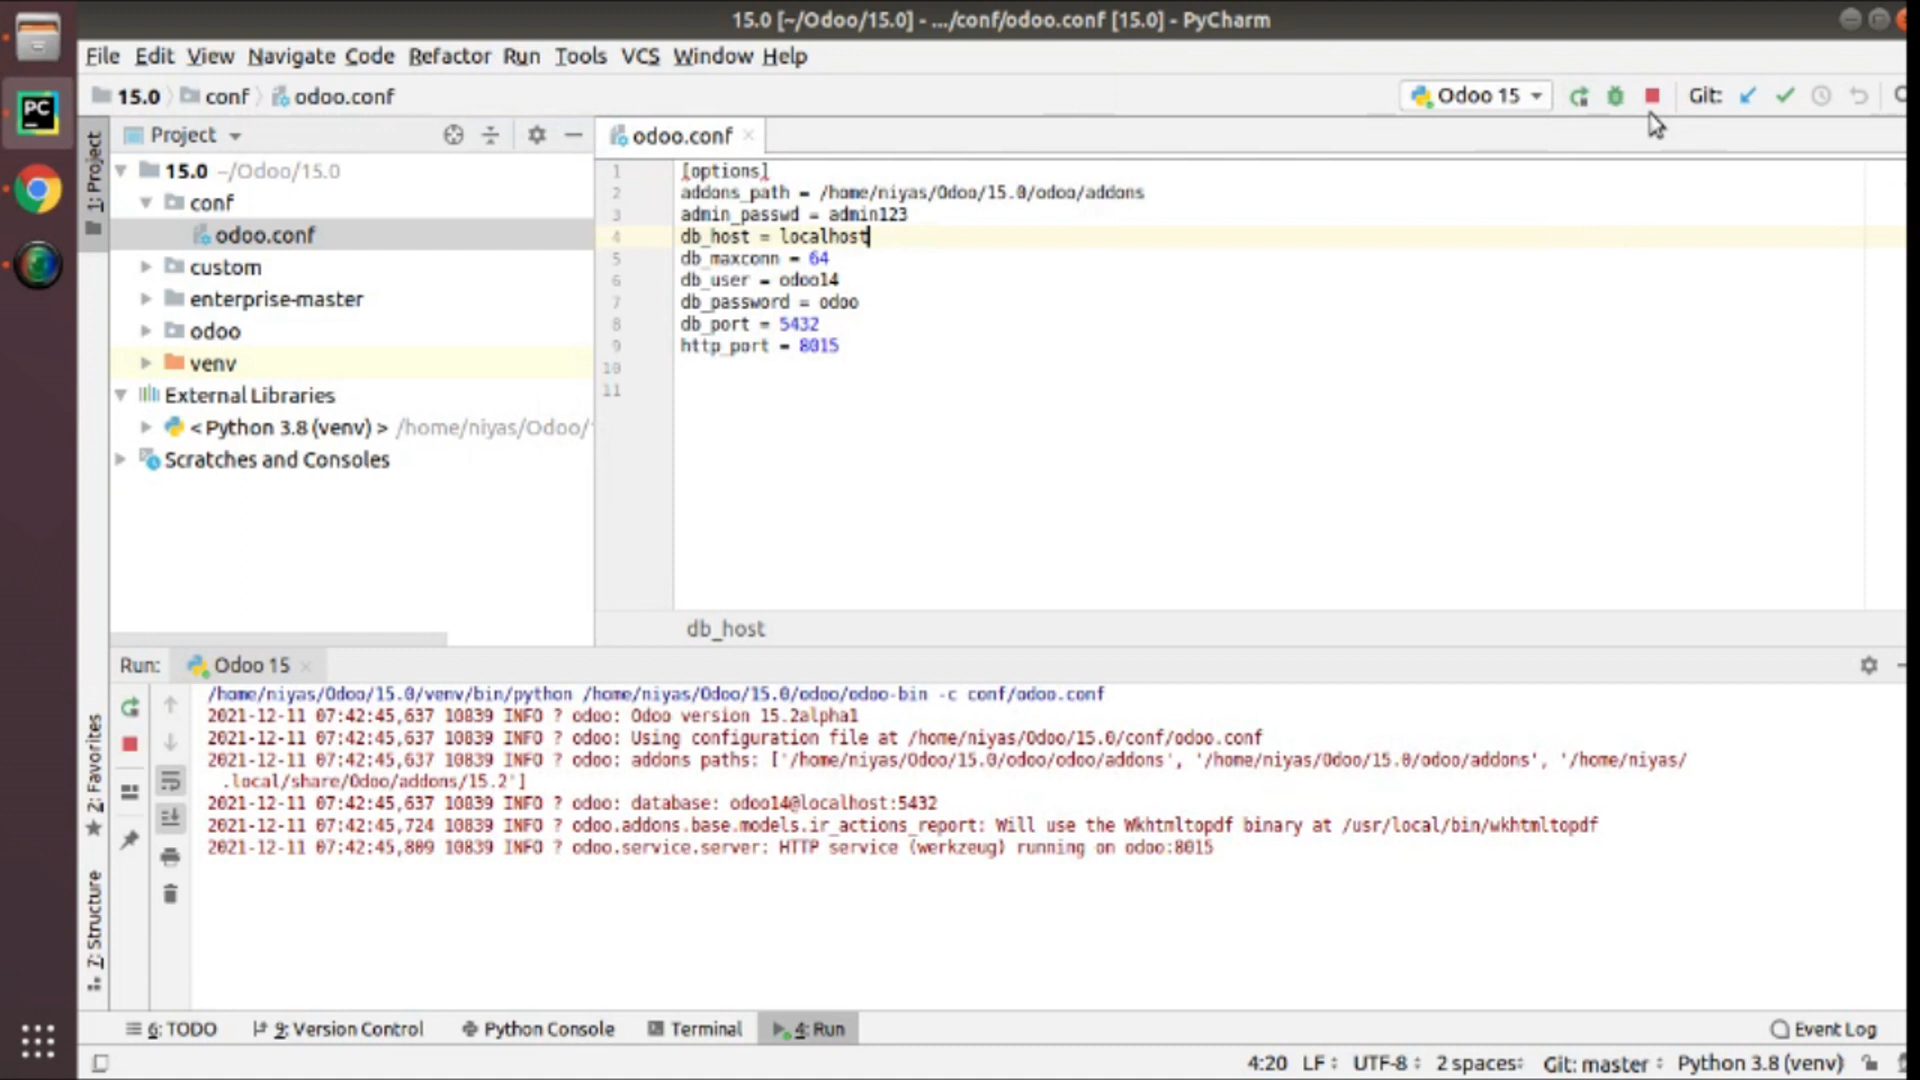 15.0 [~/Odoo/15.0] - .../conf/odoo.conf [15.0] - PyCharm
File Edit View Navigate Code Refactor Run Tools VCS Window Help
15.0 conf odoo.conf Odoo 15 Git:
1: Project
Project
odoo.conf
15.0 ~/Odoo/15.0
conf
odoo.conf
custom
enterprise-master
odoo
venv
External Libraries
< Python 3.8 (venv) > /home/niyas/Odoo/
Scratches and Consoles
1 [options]
2 addons_path = /home/niyas/Odoo/15.0/odoo/addons
3 admin_passwd = admin123
4 db_host = localhost
5 db_maxconn = 64
6 db_user = odoo14
7 db_password = odoo
8 db_port = 5432
9 http_port = 8015
10
11
db_host
Run: Odoo 15
/home/niyas/Odoo/15.0/venv/bin/python /home/niyas/Odoo/15.0/odoo/odoo-bin -c conf/odoo.conf
2021-12-11 07:42:45,637 10839 INFO ? odoo: Odoo version 15.2alpha1
2021-12-11 07:42:45,637 10839 INFO ? odoo: Using configuration file at /home/niyas/Odoo/15.0/conf/odoo.conf
2021-12-11 07:42:45,637 10839 INFO ? odoo: addons paths: ['/home/niyas/Odoo/15.0/odoo/odoo/addons', '/home/niyas/Odoo/15.0/odoo/addons', '/home/niyas/
.local/share/Odoo/addons/15.2']
2021-12-11 07:42:45,637 10839 INFO ? odoo: database: odoo14@localhost:5432
2021-12-11 07:42:45,724 10839 INFO ? odoo.addons.base.models.ir_actions_report: Will use the Wkhtmltopdf binary at /usr/local/bin/wkhtmltopdf
2021-12-11 07:42:45,809 10839 INFO ? odoo.service.server: HTTP service (werkzeug) running on odoo:8015
2: Favorites
7: Structure
6: TODO 9: Version Control Python Console Terminal 4: Run Event Log
4:20 LF UTF-8 2 spaces Git: master Python 3.8 (venv)
PC